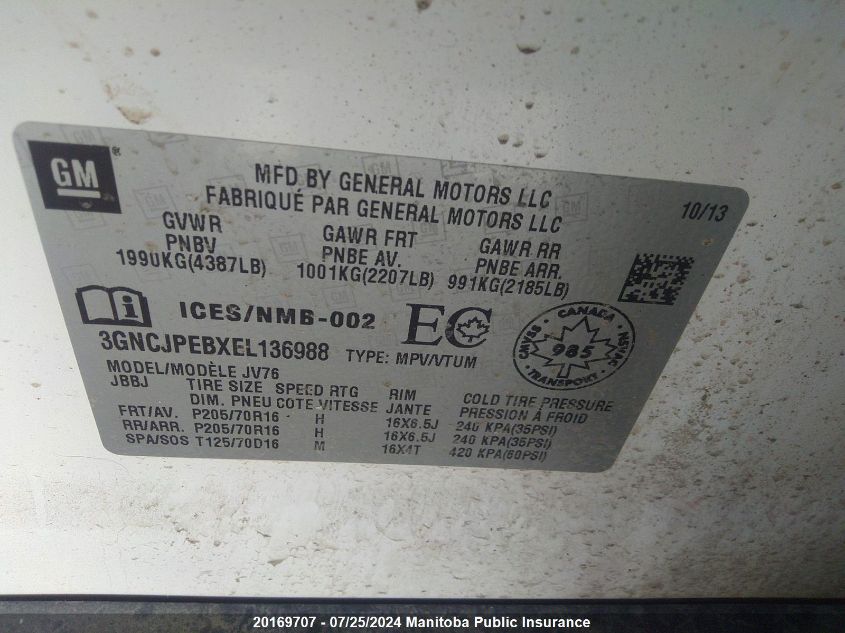 GM ®
MFD BY GENERAL MOTORS LLC
FABRIQUÉ PAR GENERAL MOTORS LLC
10/13
GVWR GAWR FRT GAWR RR
PNBV PNBE AV. PNBE ARR.
1990KG(4387LB) 1001KG(2207LB) 991KG(2185LB)
ICES/NMB-002 EC
CANADA CMVSS NSVAC 985 TRANSPORT
3GNCJPEBXEL136988 TYPE: MPV/VTUM
MODEL/MODÈLE JV76
JBBJ TIRE SIZE SPEED RTG RIM COLD TIRE PRESSURE
DIM. PNEU COTE VITESSE JANTE PRESSION À FROID
FRT/AV. P205/70R16 H 16X6.5J 240 KPA(35PSI)
RR/ARR. P205/70R16 H 16X6.5J 240 KPA(35PSI)
SPA/SOS T125/70D16 M 16X4T 420 KPA(60PSI)
20169707 - 07/25/2024 Manitoba Public Insurance